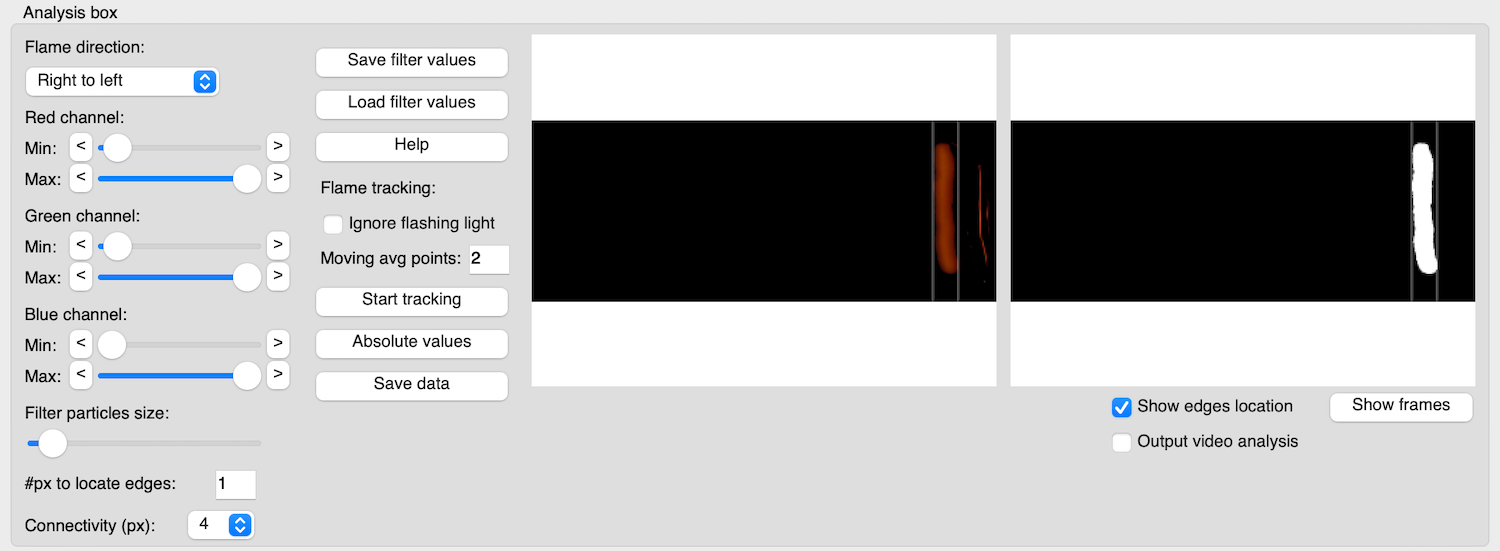 Analysis box
Flame direction:
Right to left
Red channel:
Min: < >
Max: < >
Green channel:
Min: < >
Max: < >
Blue channel:
Min: < >
Max: < >
Filter particles size:
#px to locate edges: 1
Connectivity (px): 4
Save filter values
Load filter values
Help
Flame tracking:
Ignore flashing light
Moving avg points: 2
Start tracking
Absolute values
Save data
Show edges location
Show frames
Output video analysis